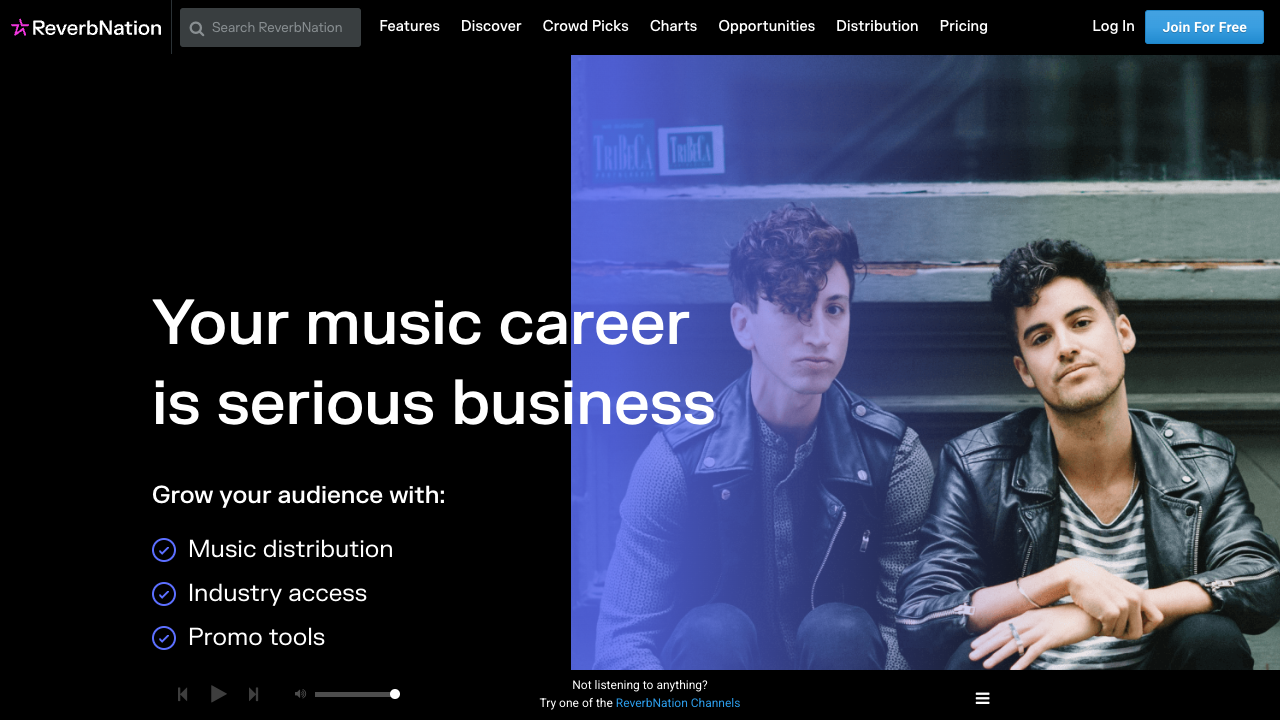 ReverbNation
Search ReverbNation
Features
Discover
Crowd Picks
Charts
Opportunities
Distribution
Pricing
Log In
Join For Free
TRIBECA
TRIBECA
Your music career
is serious business
Grow your audience with:
Music distribution
Industry access
Promo tools
Not listening to anything?
Try one of the ReverbNation Channels